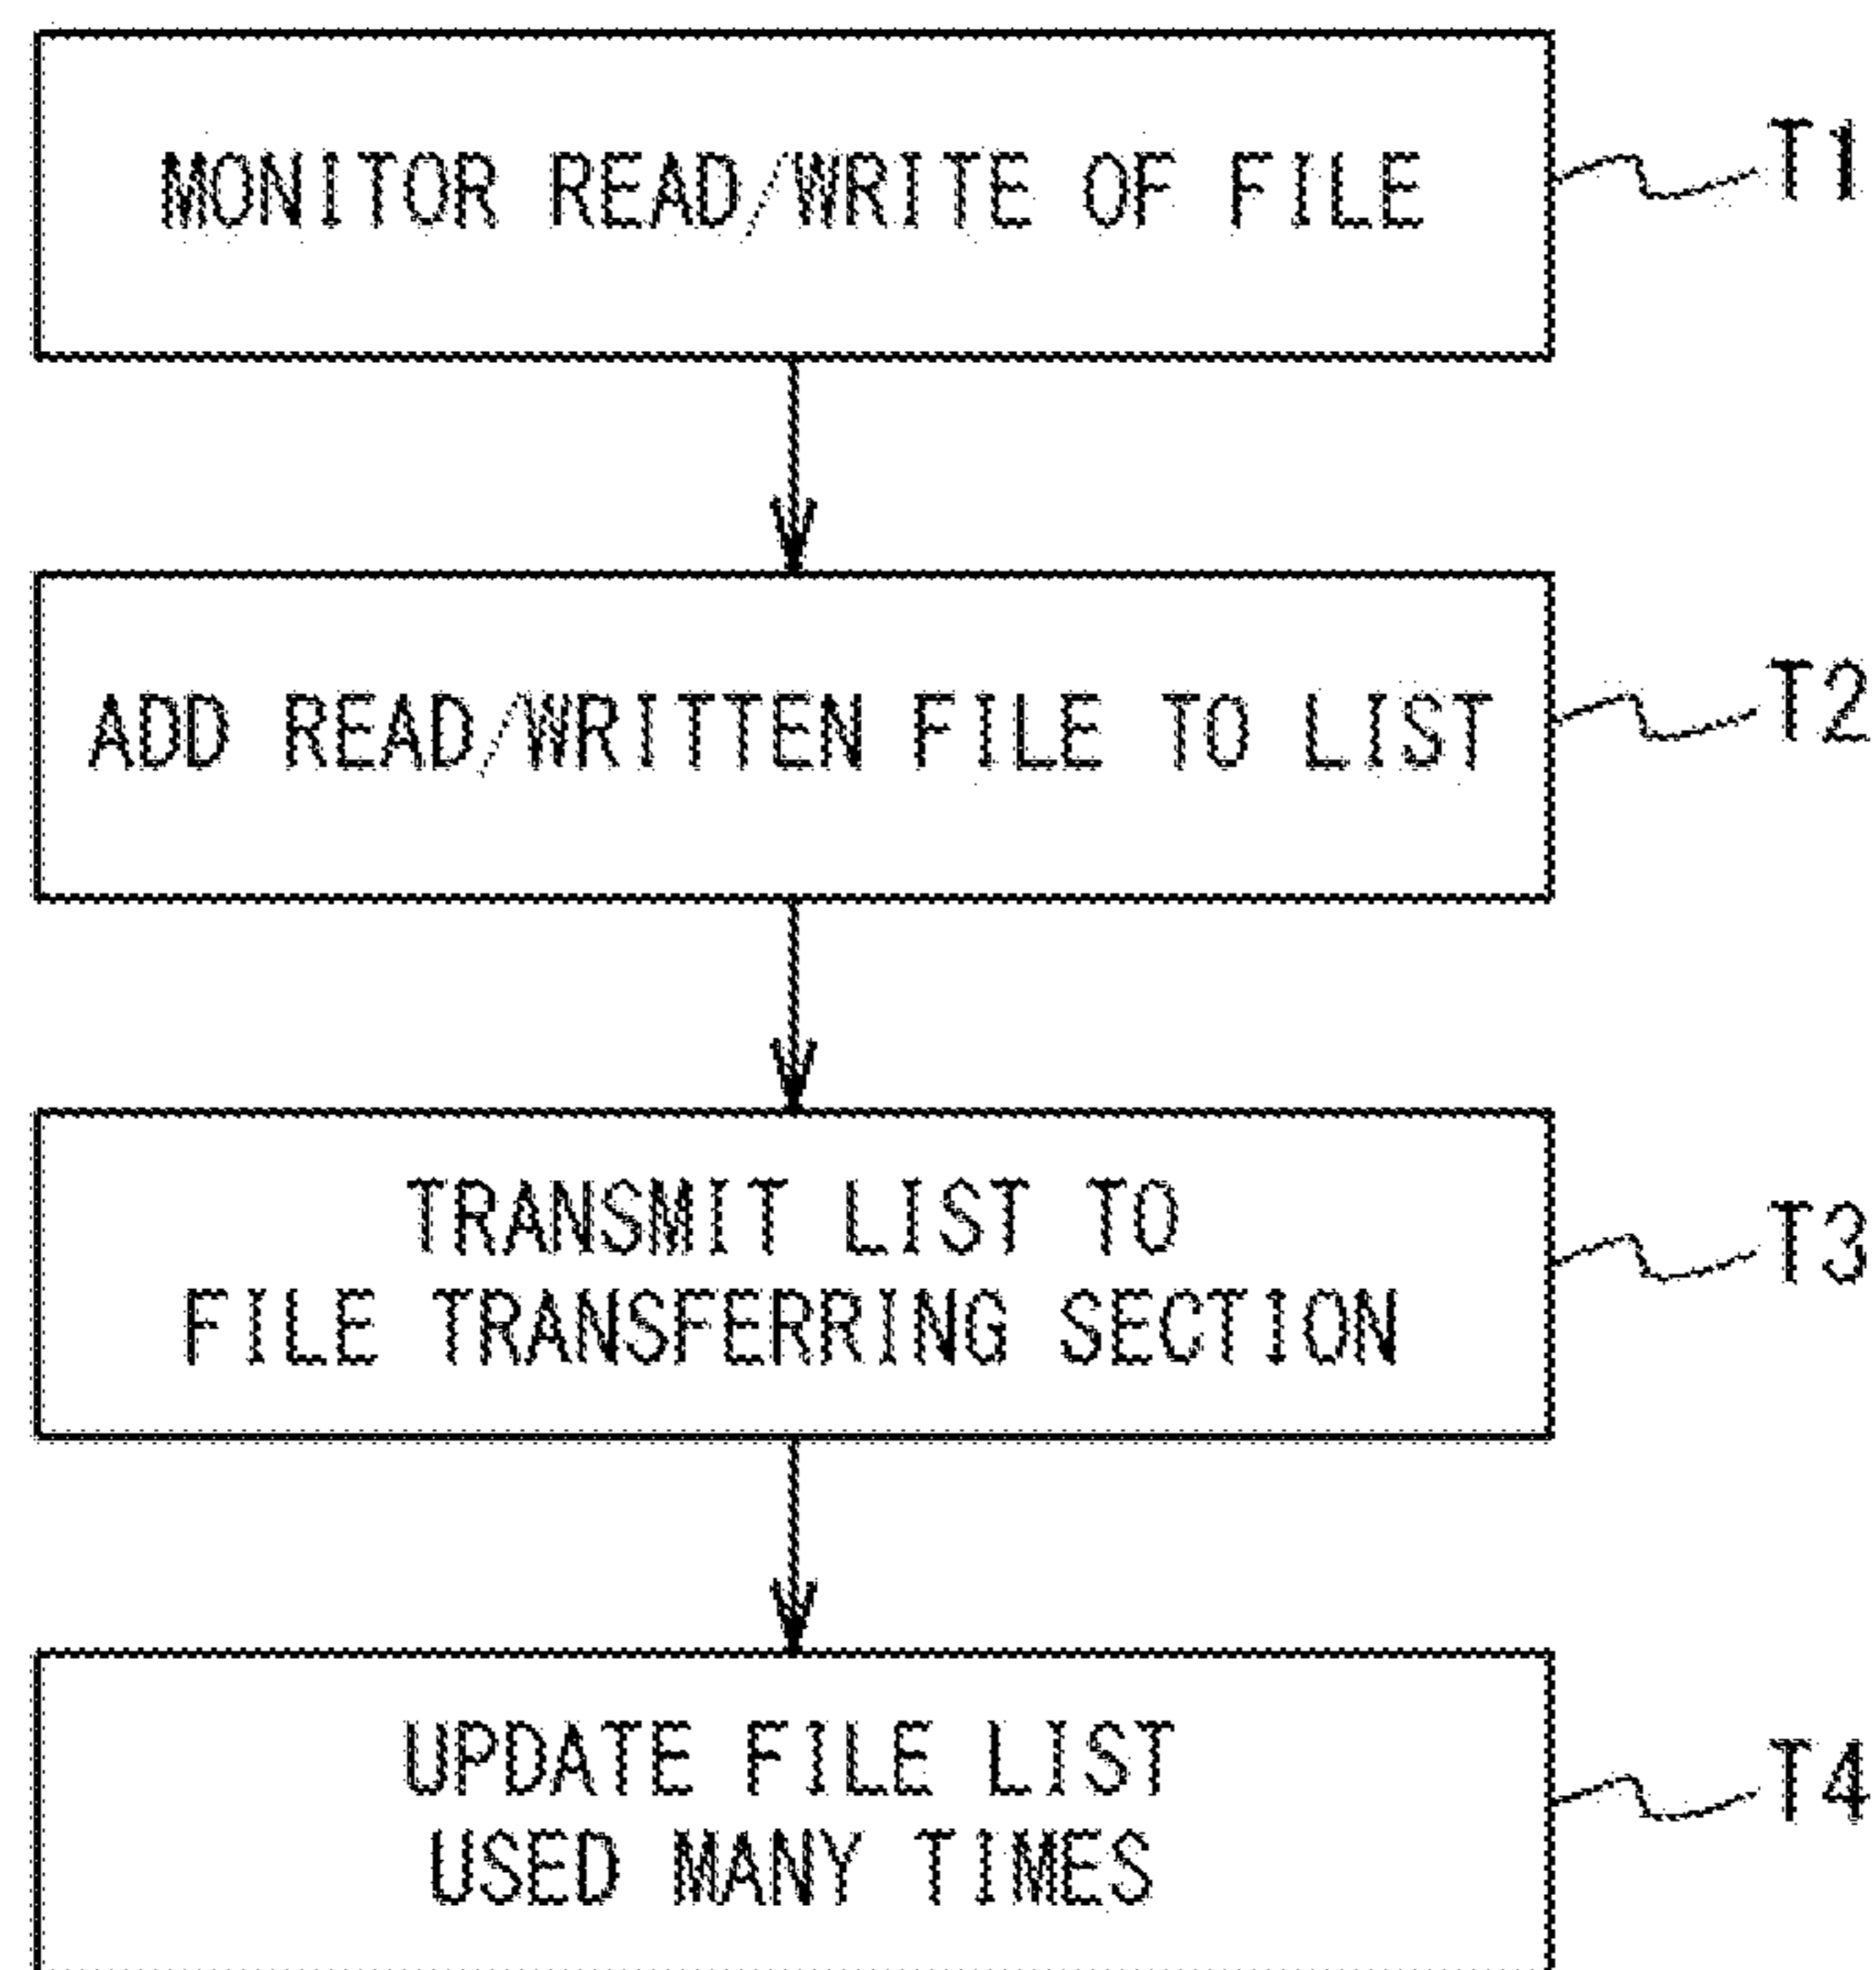 MONITOR READ/WRITE OF FILE
T1
ADD READ/WRITTEN FILE TO LIST
T2
TRANSMIT LIST TO
FILE TRANSFERRING SECTION
T3
UPDATE FILE LIST
USED MANY TIMES
T4